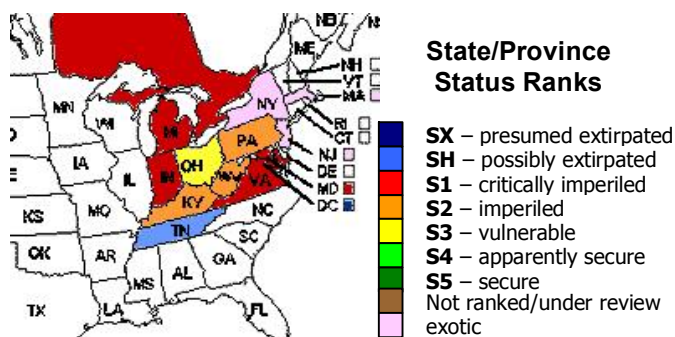 NB
ME
NH
VT
MA
MN
WI
MI
NY
RI
CT
IA
IL
IN
OH
PA
NJ
DE
MD
DC
WV
VA
KS
MO
KY
NC
TN
OK
AR
SC
MS
AL
GA
TX
LA
FL
State/Province
Status Ranks
SX – presumed extirpated
SH – possibly extirpated
S1 – critically imperiled
S2 – imperiled
S3 – vulnerable
S4 – apparently secure
S5 – secure
Not ranked/under review
exotic